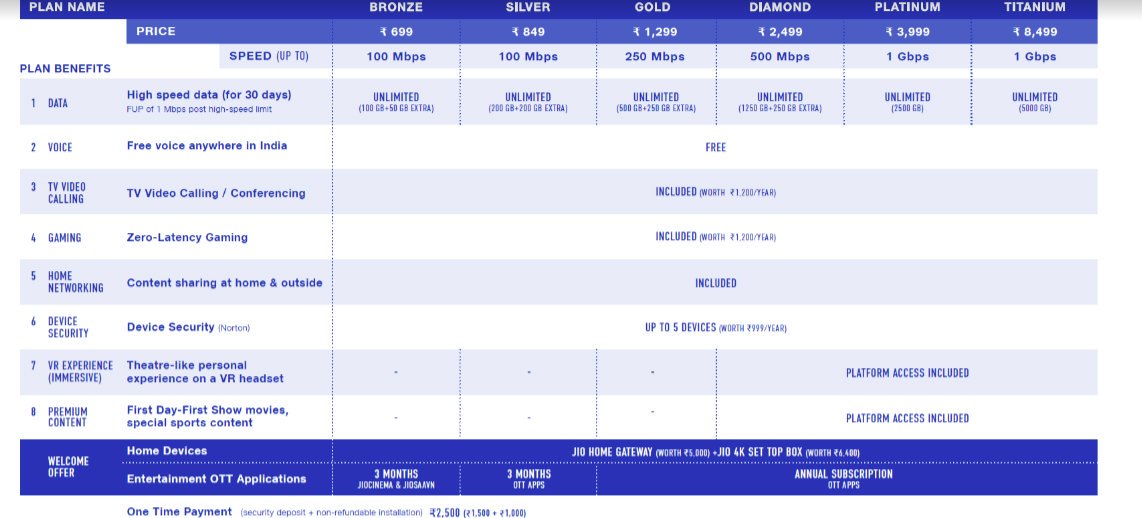 PLAN NAME BRONZE SILVER GOLD DIAMOND PLATINUM TITANIUM
PRICE ₹ 699 ₹ 849 ₹ 1,299 ₹ 2,499 ₹ 3,999 ₹ 8,499
SPEED (UP TO) 100 Mbps 100 Mbps 250 Mbps 500 Mbps 1 Gbps 1 Gbps
PLAN BENEFITS
1 DATA High speed data (for 30 days) UNLIMITED UNLIMITED UNLIMITED UNLIMITED UNLIMITED UNLIMITED
FUP of 1 Mbps post high-speed limit (100 GB+50 GB EXTRA) (200 GB+200 GB EXTRA) (500 GB+250 GB EXTRA) (1250 GB+250 GB EXTRA) (2500 GB) (5000 GB)
2 VOICE Free voice anywhere in India FREE
3 TV VIDEO
CALLING TV Video Calling / Conferencing INCLUDED (WORTH ₹1,200/YEAR)
4 GAMING Zero-Latency Gaming INCLUDED (WORTH ₹1,200/YEAR)
5 HOME
NETWORKING Content sharing at home & outside INCLUDED
6 DEVICE
SECURITY Device Security (Norton) UP TO 5 DEVICES (WORTH ₹999/YEAR)
7 VR EXPERIENCE Theatre-like personal
(IMMERSIVE) experience on a VR headset - - - PLATFORM ACCESS INCLUDED
8 PREMIUM First Day-First Show movies,
CONTENT special sports content - - - PLATFORM ACCESS INCLUDED
WELCOME
OFFER
Home Devices JIO HOME GATEWAY (WORTH ₹5,000) +JIO 4K SET TOP BOX (WORTH ₹6,400)
Entertainment OTT Applications 3 MONTHS 3 MONTHS ANNUAL SUBSCRIPTION
JIOCINEMA & JIOSAAVN OTT APPS OTT APPS
One Time Payment (security deposit + non-refundable installation) ₹2,500 (₹1,500 + ₹1,000)